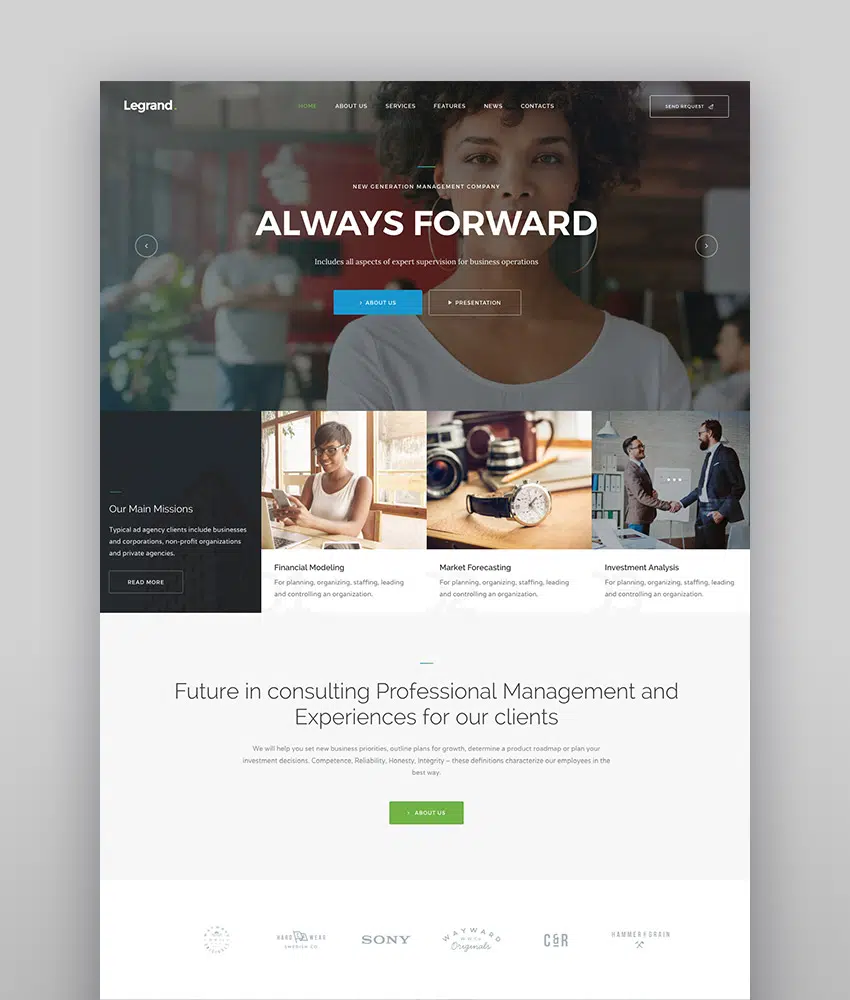 Legrand.
HOME ABOUT US SERVICES FEATURES NEWS CONTACTS
SEND REQUEST
NEW GENERATION MANAGEMENT COMPANY
ALWAYS FORWARD
Includes all aspects of expert supervision for business operations
ABOUT US
PRESENTATION
Our Main Missions
Typical ad agency clients include businesses
and corporations, non-profit organizations
and private agencies.
READ MORE
Financial Modeling
For planning, organizing, staffing, leading
and controlling an organization.
Market Forecasting
For planning, organizing, staffing, leading
and controlling an organization.
Investment Analysis
For planning, organizing, staffing, leading
and controlling an organization.
Future in consulting Professional Management and
Experiences for our clients
We will help you set new business priorities, outline plans for growth, determine a product roadmap or plan your
investment decisions. Competence, Reliability, Honesty, Integrity – these definitions characterize our employees in the
best way.
ABOUT US
SONY
WAYWARD
Originals
C&R
HAMMER & GRAIN